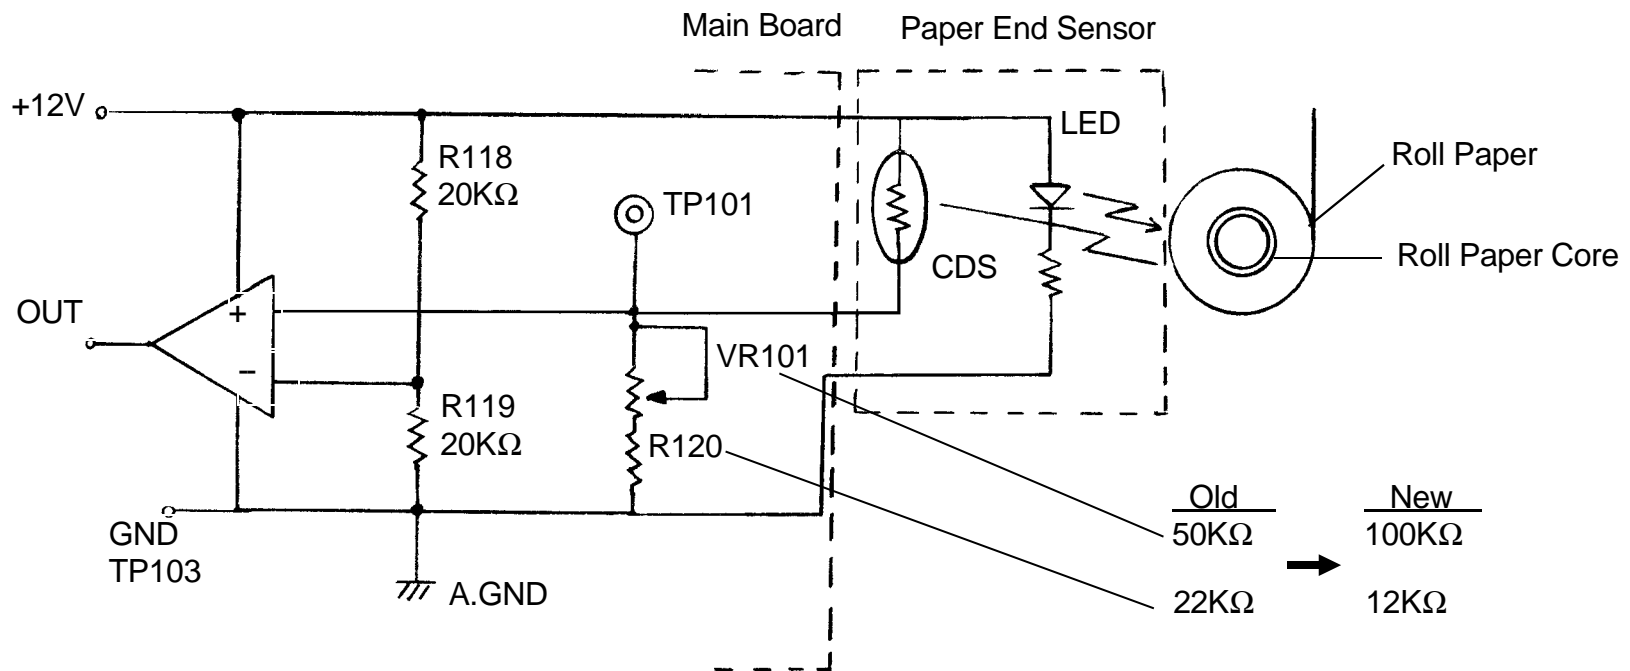 Main Board
Paper End Sensor
+12V
LED
R118
20KΩ
TP101
Roll Paper
CDS
Roll Paper Core
OUT
+
−
VR101
R119
20KΩ
R120
Old
New
50KΩ
100KΩ
22KΩ
12KΩ
GND
TP103
A.GND